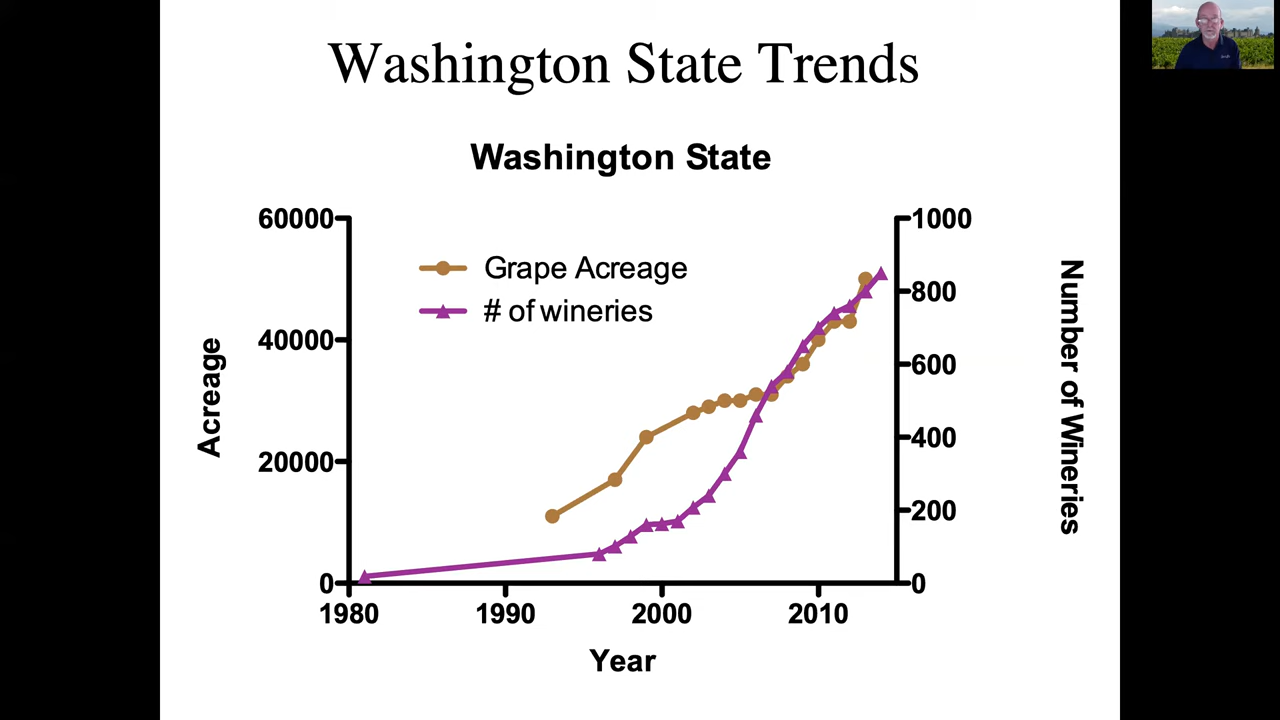 Washington State Trends
Washington State
60000
40000
20000
0
Acreage
Grape Acreage
# of wineries
1000
800
600
400
200
0
Number of Wineries
1980
1990
2000
2010
Year